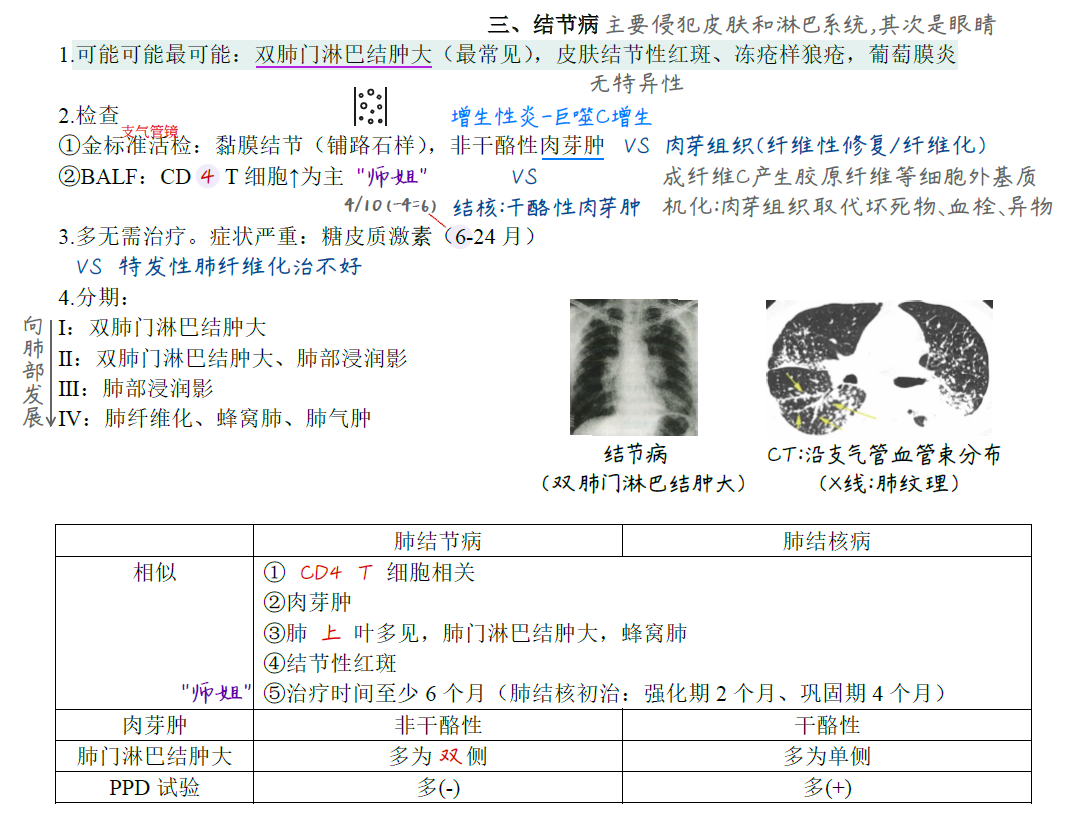 三、结节病 主要侵犯皮肤和淋巴系统,其次是眼睛
1.可能可能最可能：双肺门淋巴结肿大（最常见），皮肤结节性红斑、冻疮样狼疮，葡萄膜炎
无特异性
2.检查
增生性炎-巨噬C增生
支气管镜
①金标准活检：黏膜结节（铺路石样），非干酪性肉芽肿 VS 肉芽组织(纤维性修复/纤维化)
②BALF：CD 4 T 细胞↑为主 "师姐" VS 成纤维C产生胶原纤维等细胞外基质
4/10(-4=6) 结核:干酪性肉芽肿 机化:肉芽组织取代坏死物、血栓、异物
3.多无需治疗。症状严重：糖皮质激素（6-24 月）
VS 特发性肺纤维化治不好
4.分期：
向肺部发展
I：双肺门淋巴结肿大
II：双肺门淋巴结肿大、肺部浸润影
III：肺部浸润影
IV：肺纤维化、蜂窝肺、肺气肿
结节病
(双肺门淋巴结肿大)
CT:沿支气管血管束分布
(X线:肺纹理)
肺结节病 肺结核病
相似 ① CD4 T 细胞相关
②肉芽肿
③肺 上 叶多见，肺门淋巴结肿大，蜂窝肺
④结节性红斑
"师姐" ⑤治疗时间至少 6 个月（肺结核初治：强化期 2 个月、巩固期 4 个月）
肉芽肿 非干酪性 干酪性
肺门淋巴结肿大 多为 双 侧 多为单侧
PPD 试验 多(-) 多(+)